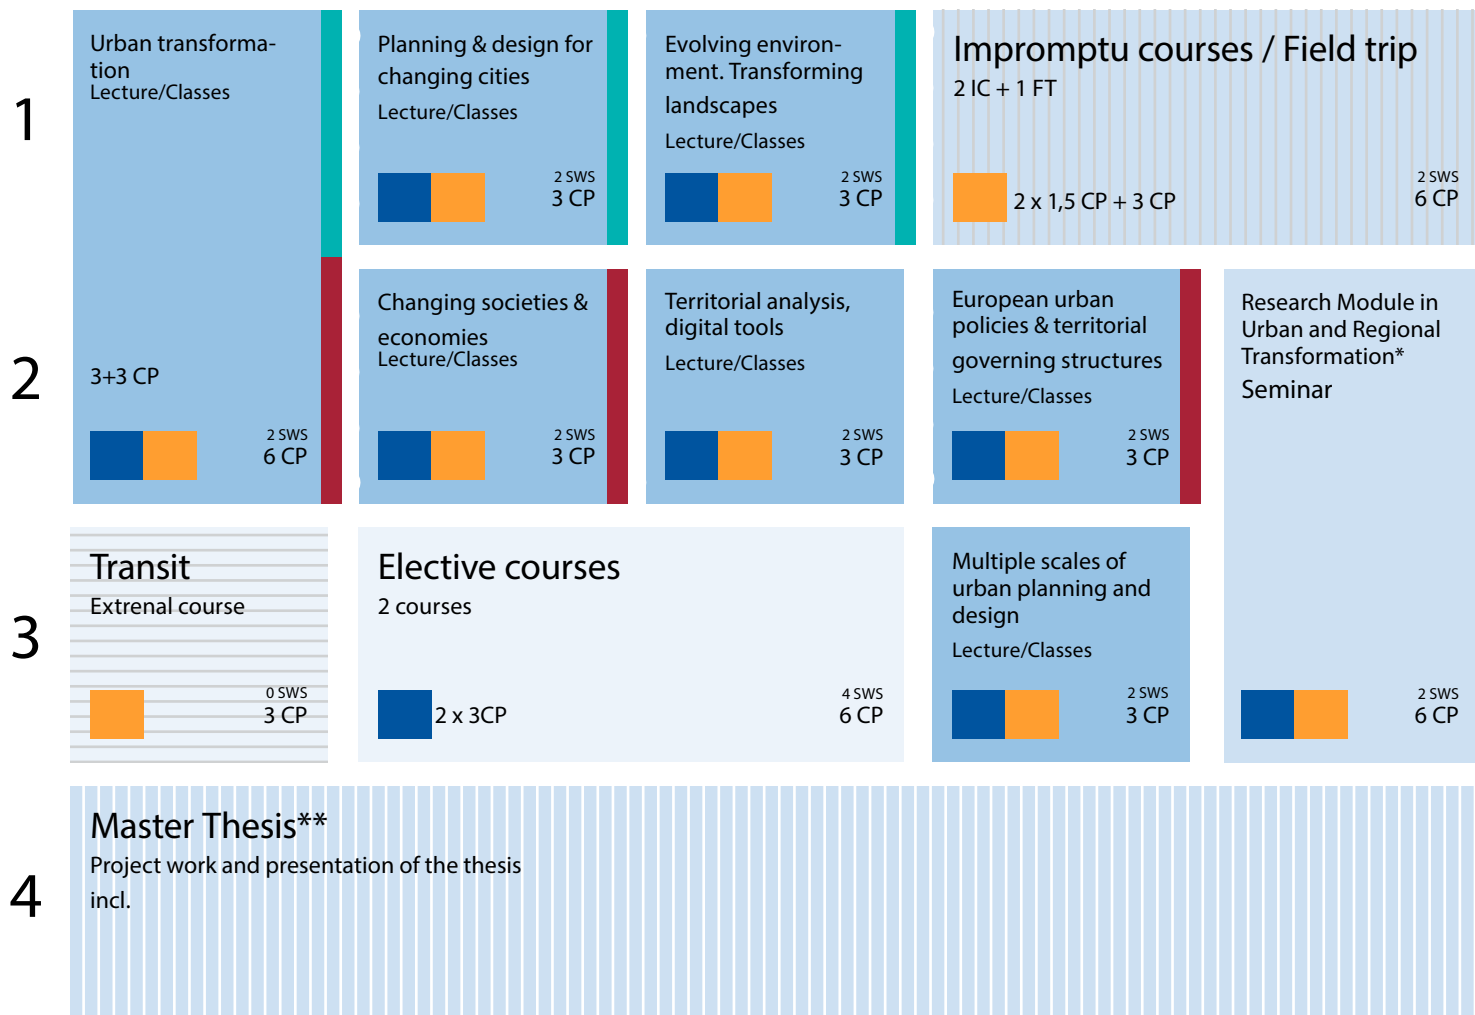 1
Urban transforma-
tion
Lecture/Classes
3+3 CP
2 SWS
6 CP
Planning & design for
changing cities
Lecture/Classes
2 SWS
3 CP
Evolving environ-
ment. Transforming
landscapes
Lecture/Classes
2 SWS
3 CP
Impromptu courses / Field trip
2 IC + 1 FT
2 x 1,5 CP + 3 CP
2 SWS
6 CP
2
Changing societies &
economies
Lecture/Classes
2 SWS
3 CP
Territorial analysis,
digital tools
Lecture/Classes
2 SWS
3 CP
European urban
policies & territorial
governing structures
Lecture/Classes
2 SWS
3 CP
Research Module in
Urban and Regional
Transformation*
Seminar
2 SWS
6 CP
3
Transit
Extrenal course
0 SWS
3 CP
Elective courses
2 courses
2 x 3CP
4 SWS
6 CP
Multiple scales of
urban planning and
design
Lecture/Classes
2 SWS
3 CP
4
Master Thesis**
Project work and presentation of the thesis
incl.